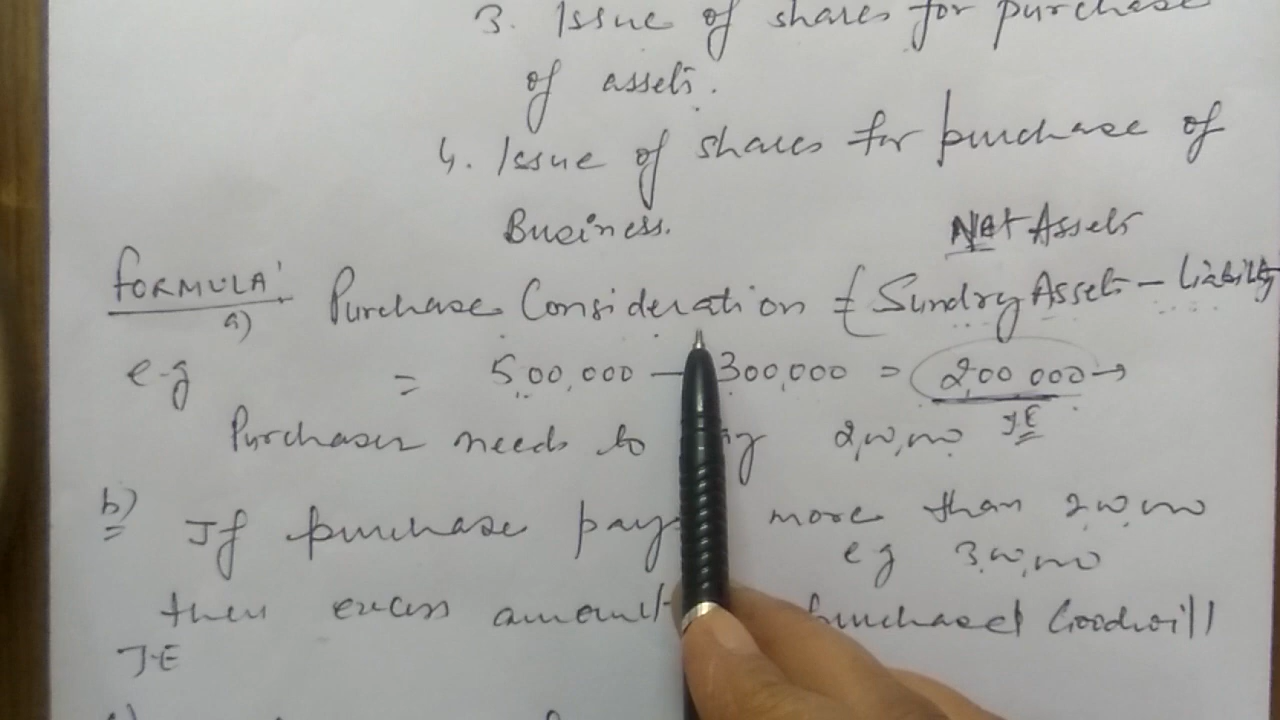 3. Issue of shares for purchase
of assets.
4. Issue of shares for purchase of
Business.
Net Assets
FORMULA:
a) Purchase Consideration = {Sundry Assets - Liability
e.g = 5,00,000 - 300,000 = 2,00 000 →
Purchaser needs to 2,00,000 JE
b) If purchase pays more than 2,00,000
eg 3,00,000
then excess amount purchased Goodwill
J.E